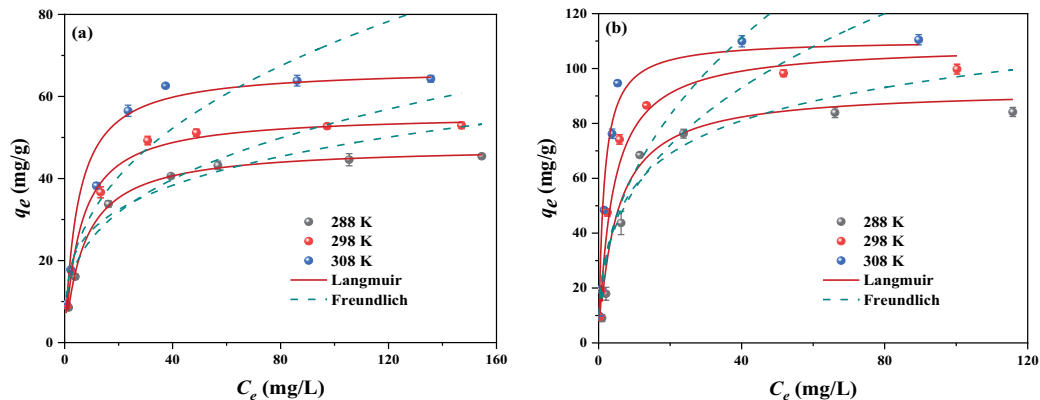 (a)
80
60
40
20
0
0 40 80 120 160
qe (mg/g)
Ce (mg/L)
288 K
298 K
308 K
Langmuir
Freundlich
(b)
120
100
80
60
40
20
0
0 40 80 120
qe (mg/g)
Ce (mg/L)
288 K
298 K
308 K
Langmuir
Freundlich